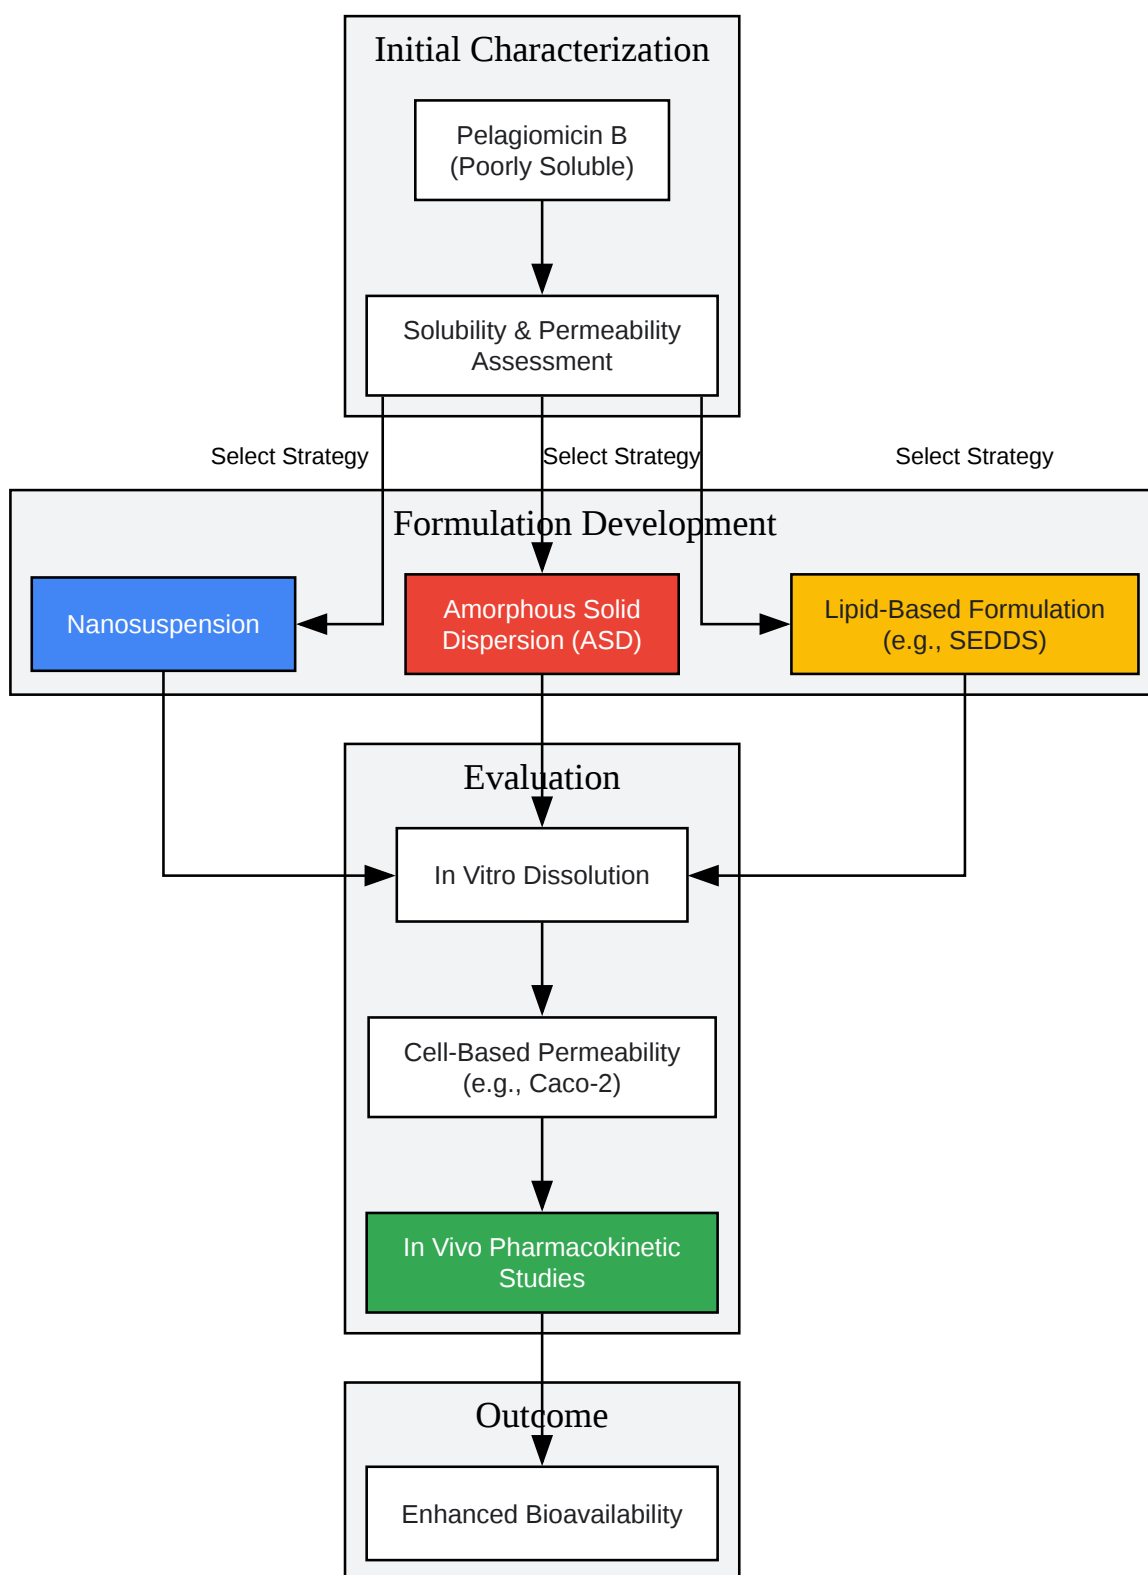 Initial Characterization
Pelagiomicin B
(Poorly Soluble)
Solubility & Permeability
Assessment
Select Strategy
Select Strategy
Select Strategy
Formulation Development
Nanosuspension
Amorphous Solid
Dispersion (ASD)
Lipid-Based Formulation
(e.g., SEDDS)
Evaluation
In Vitro Dissolution
Cell-Based Permeability
(e.g., Caco-2)
In Vivo Pharmacokinetic
Studies
Outcome
Enhanced Bioavailability